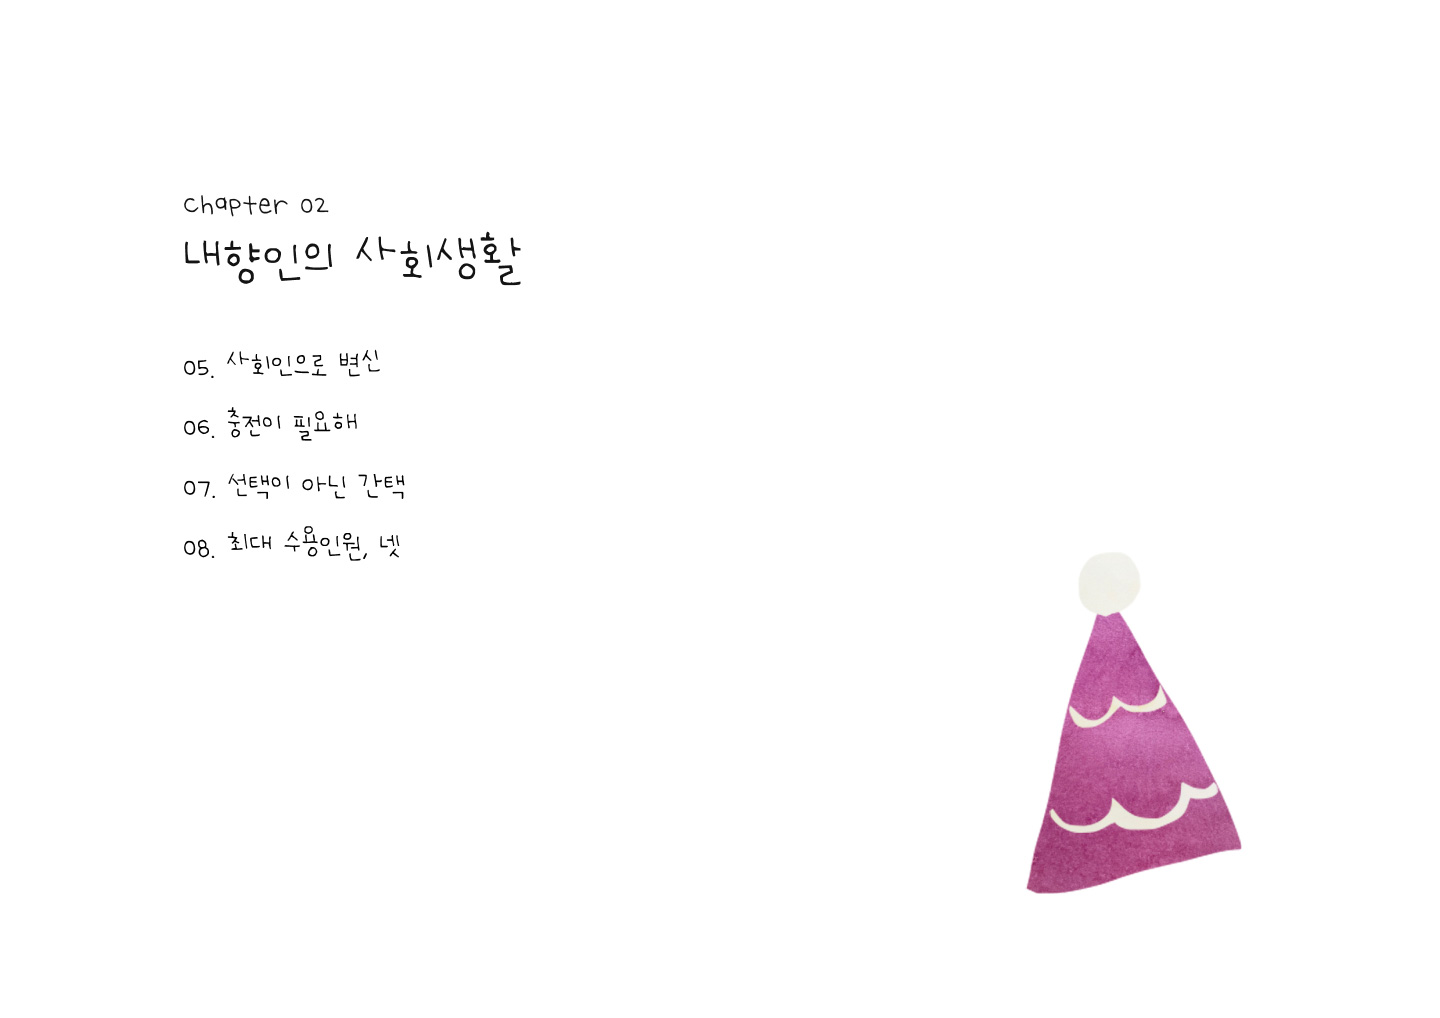 Chapter 02
내향인의 사회생활
05. 사회인으로 변신
06. 충전이 필요해
07. 선택이 아닌 간택
08. 최대 수용인원, 넷